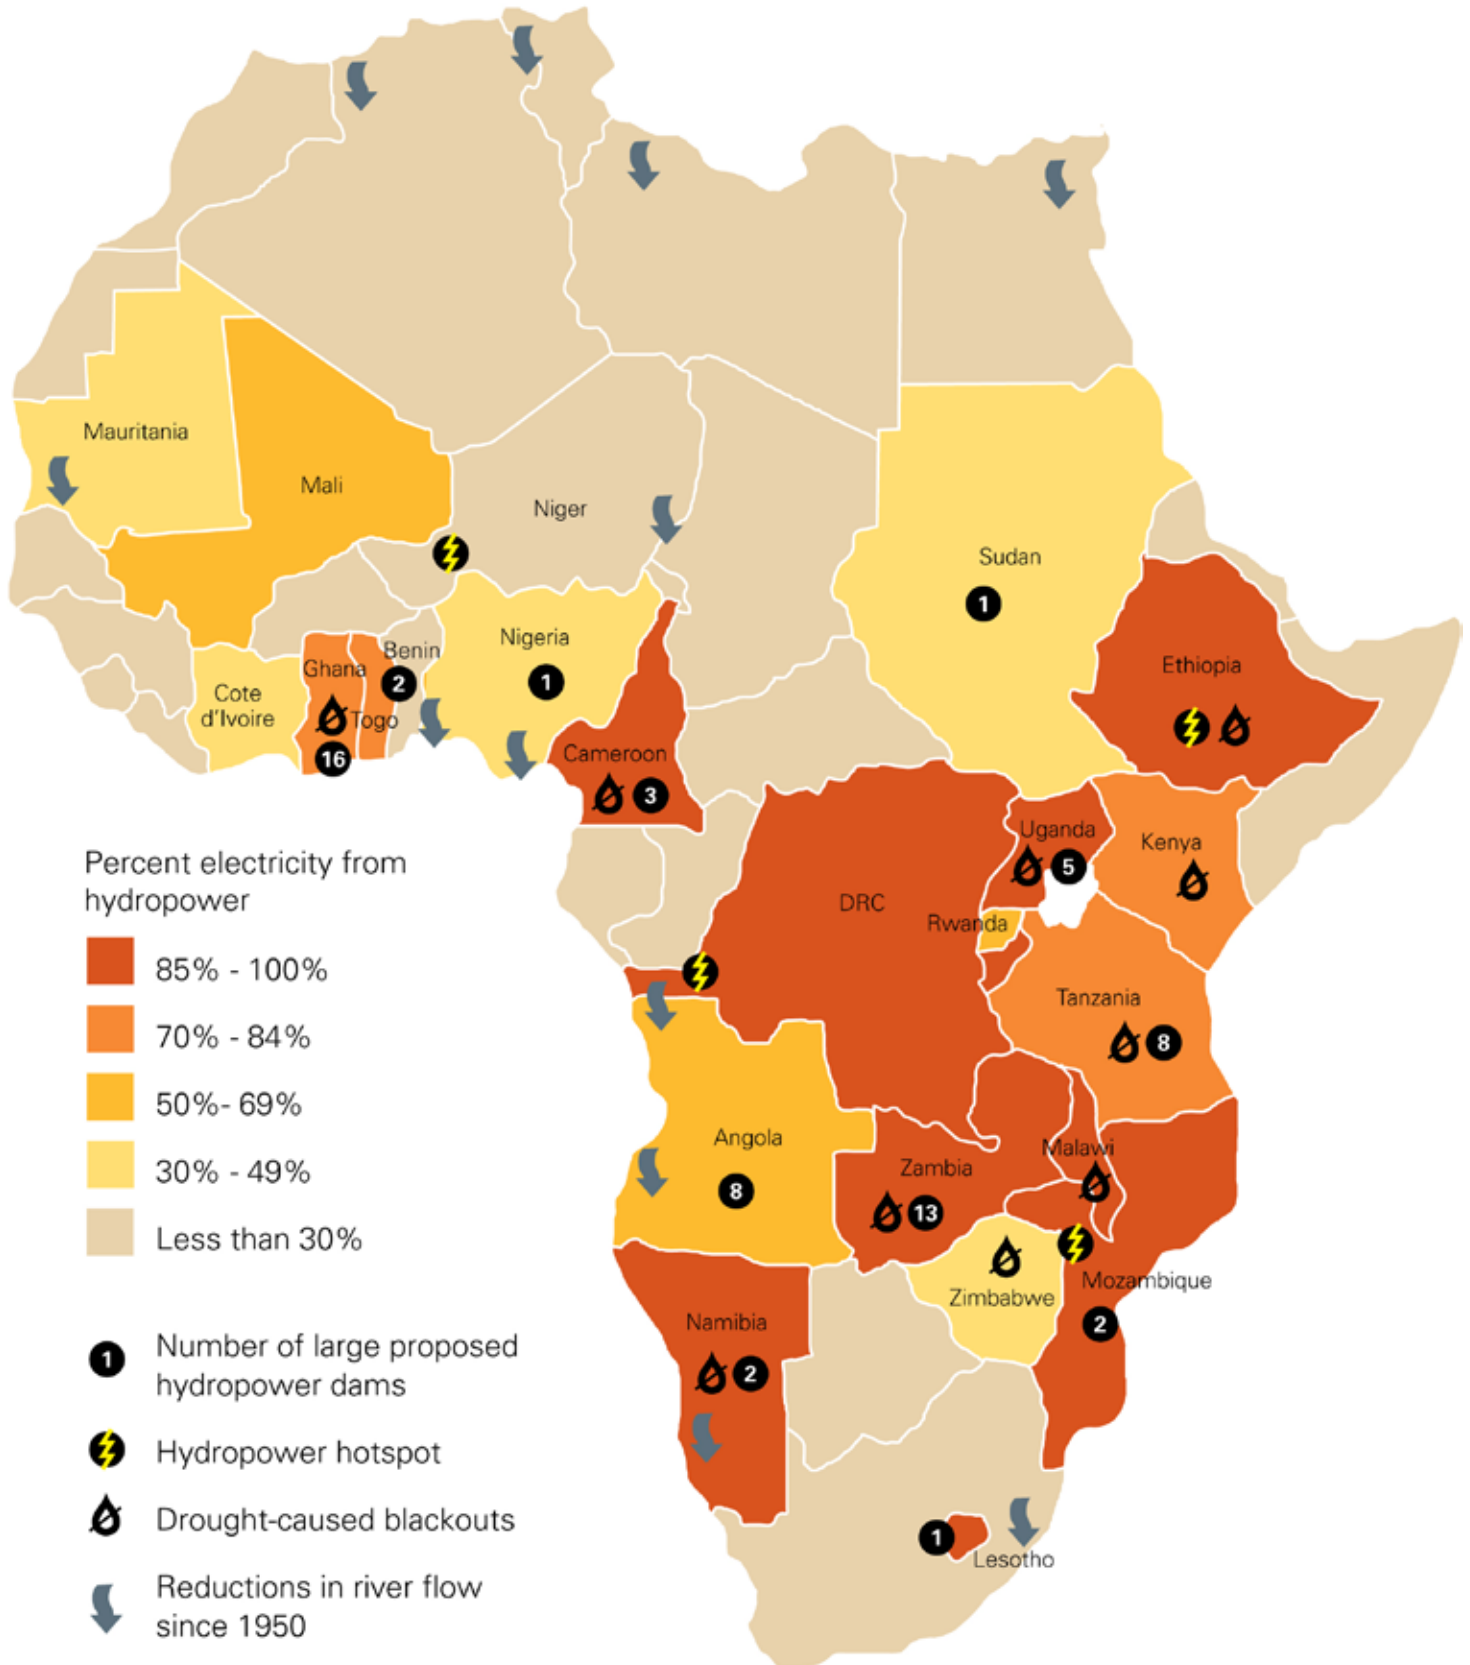 Mauritania
Mali
Niger
Sudan
1
Nigeria
1
Benin
2
Ghana
Togo
16
Cote
d'Ivoire
Ethiopia
Cameroon
3
Uganda
5
Kenya
DRC
Rwanda
Tanzania
8
Angola
8
Zambia
13
Malawi
Zimbabwe
Mozambique
2
Namibia
2
1
Lesotho
Percent electricity from
hydropower
85% - 100%
70% - 84%
50%- 69%
30% - 49%
Less than 30%
1
Number of large proposed
hydropower dams
Hydropower hotspot
Drought-caused blackouts
Reductions in river flow
since 1950